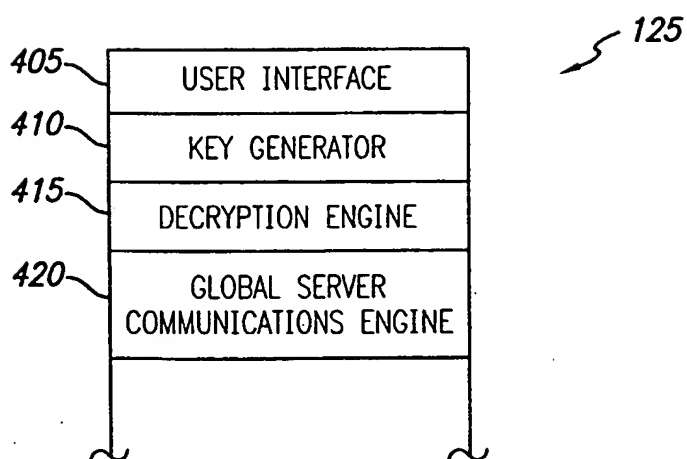 125
405 USER INTERFACE
410 KEY GENERATOR
415 DECRYPTION ENGINE
420 GLOBAL SERVER
COMMUNICATIONS ENGINE